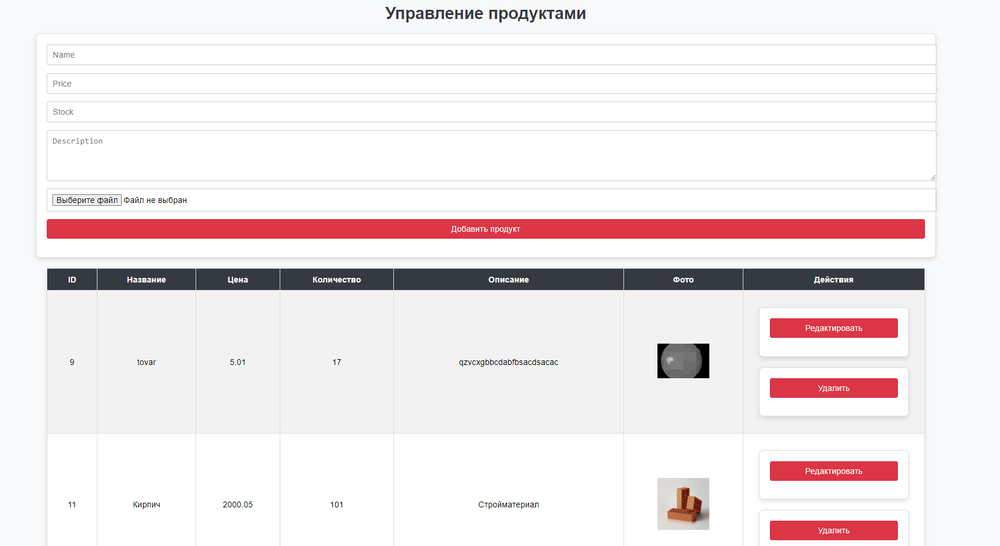 Управление продуктами
Name
Price
Stock
Description
Выберите файл Файл не выбран
Добавить продукт
ID Название Цена Количество Описание Фото Действия
Редактировать
9 tovar 5.01 17 qzvcxgbbcdabfbsacdsacac
Удалить
Редактировать
11 Кирпич 2000.05 101 Стройматериал
Удалить